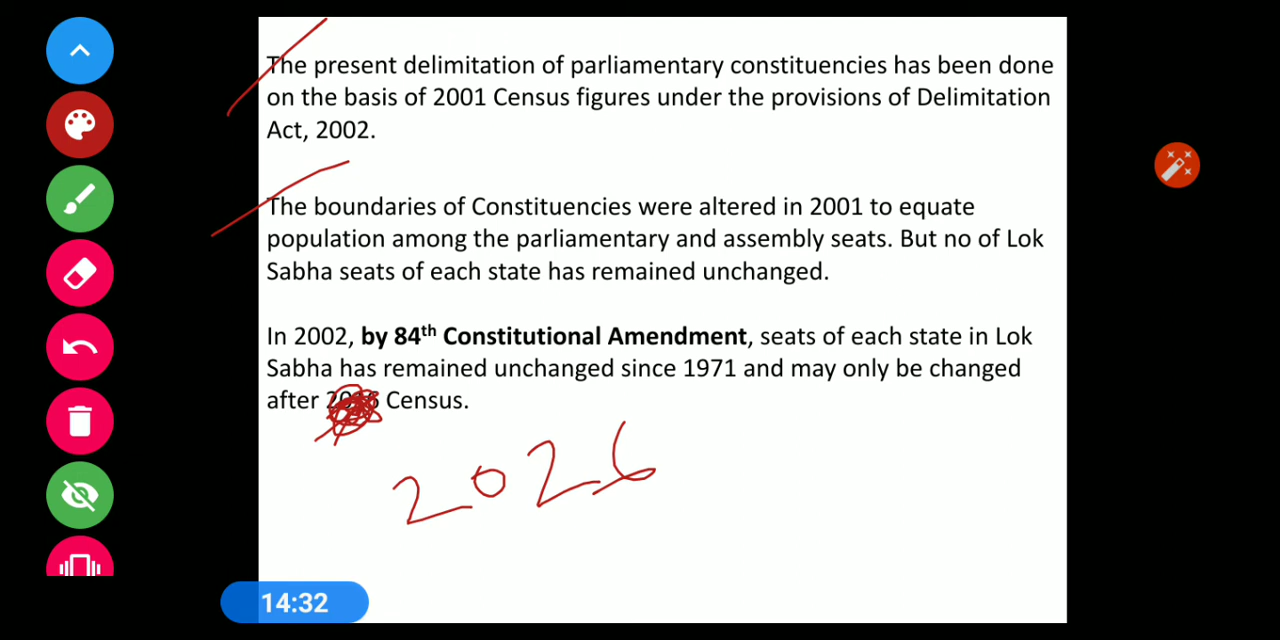 The present delimitation of parliamentary constituencies has been done
on the basis of 2001 Census figures under the provisions of Delimitation
Act, 2002.
The boundaries of Constituencies were altered in 2001 to equate
population among the parliamentary and assembly seats. But no of Lok
Sabha seats of each state has remained unchanged.
In 2002, by 84th Constitutional Amendment, seats of each state in Lok
Sabha has remained unchanged since 1971 and may only be changed
after Census.
2026
14:32